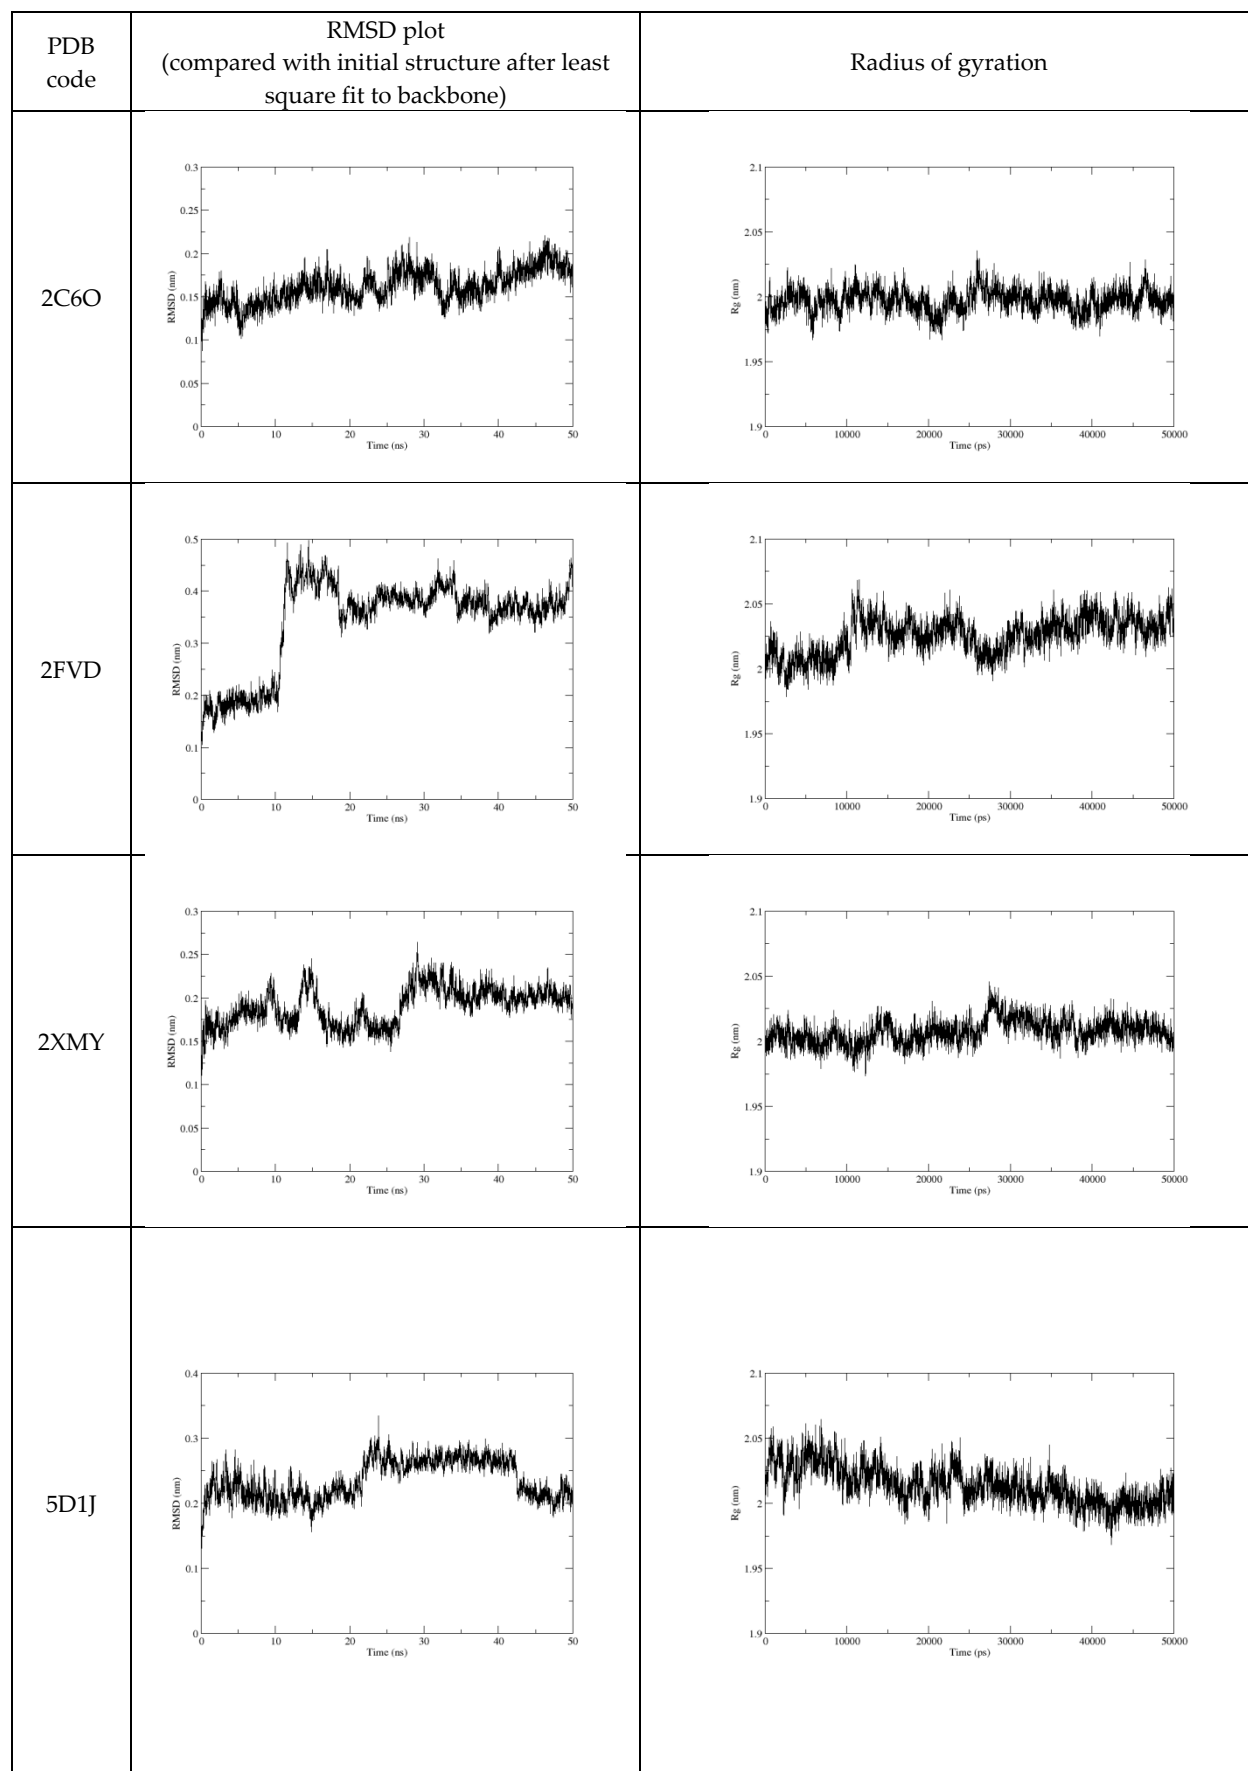 PDB
code
RMSD plot
(compared with initial structure after least
square fit to backbone)
Radius of gyration
2C6O
0.3
0.25
0.2
0.15
0.1
0.05
0
RMSD (nm)
0 10 20 30 40 50
Time (ns)
2.1
2.05
2
1.95
1.9
Rg (nm)
0 10000 20000 30000 40000 50000
Time (ps)
2FVD
0.5
0.4
0.3
0.2
0.1
0
RMSD (nm)
0 10 20 30 40 50
Time (ns)
2.1
2.05
2
1.95
1.9
Rg (nm)
0 10000 20000 30000 40000 50000
Time (ps)
2XMY
0.3
0.25
0.2
0.15
0.1
0.05
0
RMSD (nm)
0 10 20 30 40 50
Time (ns)
2.1
2.05
2
1.95
1.9
Rg (nm)
0 10000 20000 30000 40000 50000
Time (ps)
5D1J
0.4
0.3
0.2
0.1
0
RMSD (nm)
0 10 20 30 40 50
Time (ns)
2.1
2.05
2
1.95
1.9
Rg (nm)
0 10000 20000 30000 40000 50000
Time (ps)